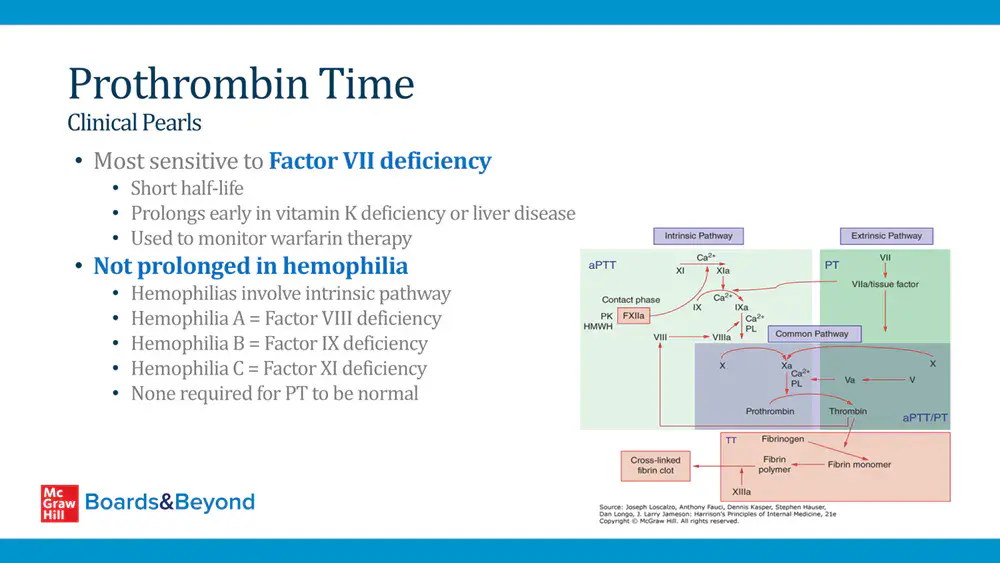 Prothrombin Time
Clinical Pearls
• Most sensitive to Factor VII deficiency
• Short half-life
• Prolongs early in vitamin K deficiency or liver disease
• Used to monitor warfarin therapy
• Not prolonged in hemophilia
• Hemophilias involve intrinsic pathway
• Hemophilia A = Factor VIII deficiency
• Hemophilia B = Factor IX deficiency
• Hemophilia C = Factor XI deficiency
• None required for PT to be normal
Intrinsic Pathway
Extrinsic Pathway
aPTT
Ca²⁺
XI
XIa
PT
VII
VIIa/tissue factor
Ca²⁺
IX
IXa
Contact phase
PK
HMWH
FXIIa
Ca²⁺
PL
VIII
VIIIa
Common Pathway
X
Xa
X
Ca²⁺
PL
Va
V
Prothrombin
Thrombin
aPTT/PT
TT
Fibrinogen
Cross-linked
fibrin clot
Fibrin
polymer
Fibrin monomer
XIIIa
Mc
Graw
Hill
Boards&Beyond
Source: Joseph Loscalzo, Anthony Fauci, Dennis Kasper, Stephen Hauser,
Dan Longo, J. Larry Jameson: Harrison's Principles of Internal Medicine, 21e
Copyright © McGraw Hill. All rights reserved.